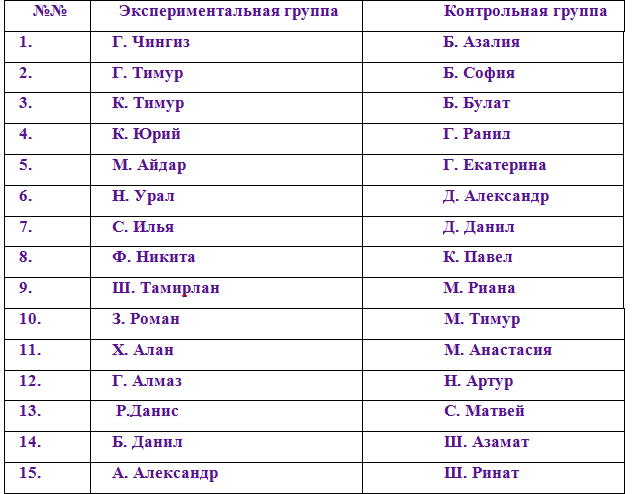 №№ Экспериментальная группа Контрольная группа
1. Г. Чингиз Б. Азалия
2. Г. Тимур Б. София
3. К. Тимур Б. Булат
4. К. Юрий Г. Ранид
5. М. Айдар Г. Екатерина
6. Н. Урал Д. Александр
7. С. Илья Д. Данил
8. Ф. Никита К. Павел
9. Ш. Тамирлан М. Риана
10. З. Роман М. Тимур
11. Х. Алан М. Анастасия
12. Г. Алмаз Н. Артур
13. Р.Данис С. Матвей
14. Б. Данил Ш. Азамат
15. А. Александр Ш. Ринат